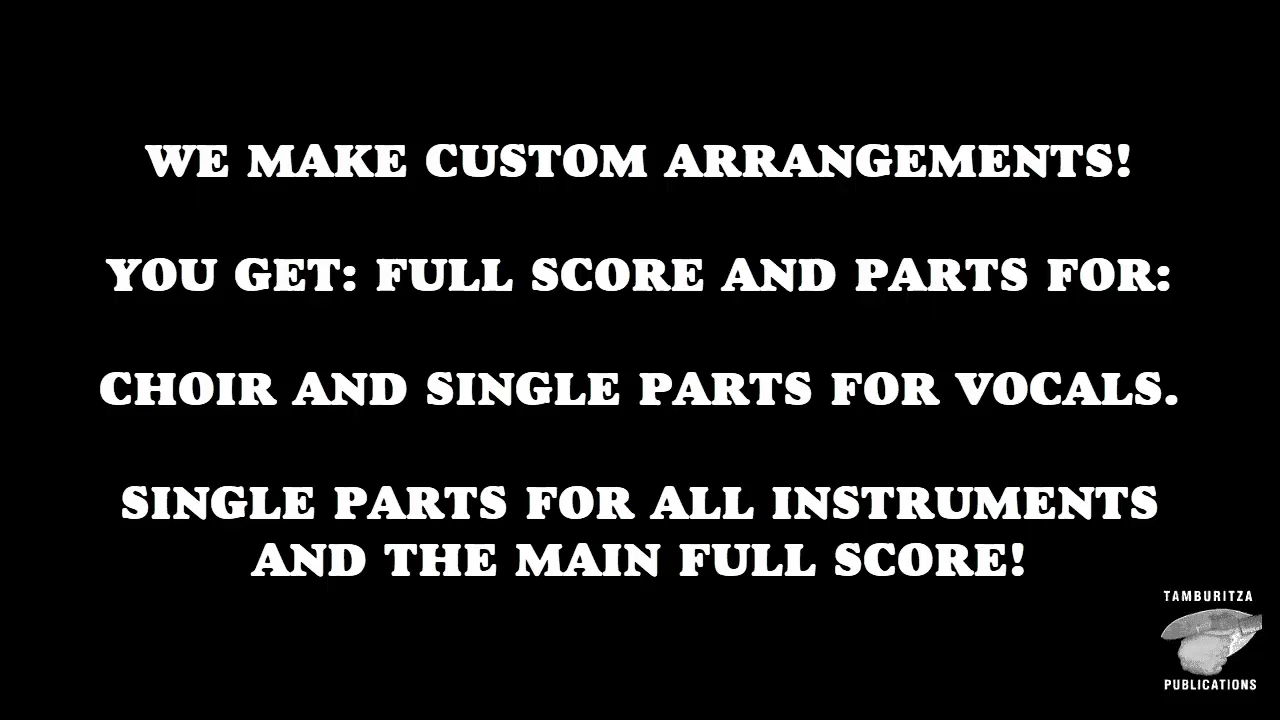 WE MAKE CUSTOM ARRANGEMENTS!
YOU GET: FULL SCORE AND PARTS FOR:
CHOIR AND SINGLE PARTS FOR VOCALS.
SINGLE PARTS FOR ALL INSTRUMENTS
AND THE MAIN FULL SCORE!
TAMBURITZA
PUBLICATIONS